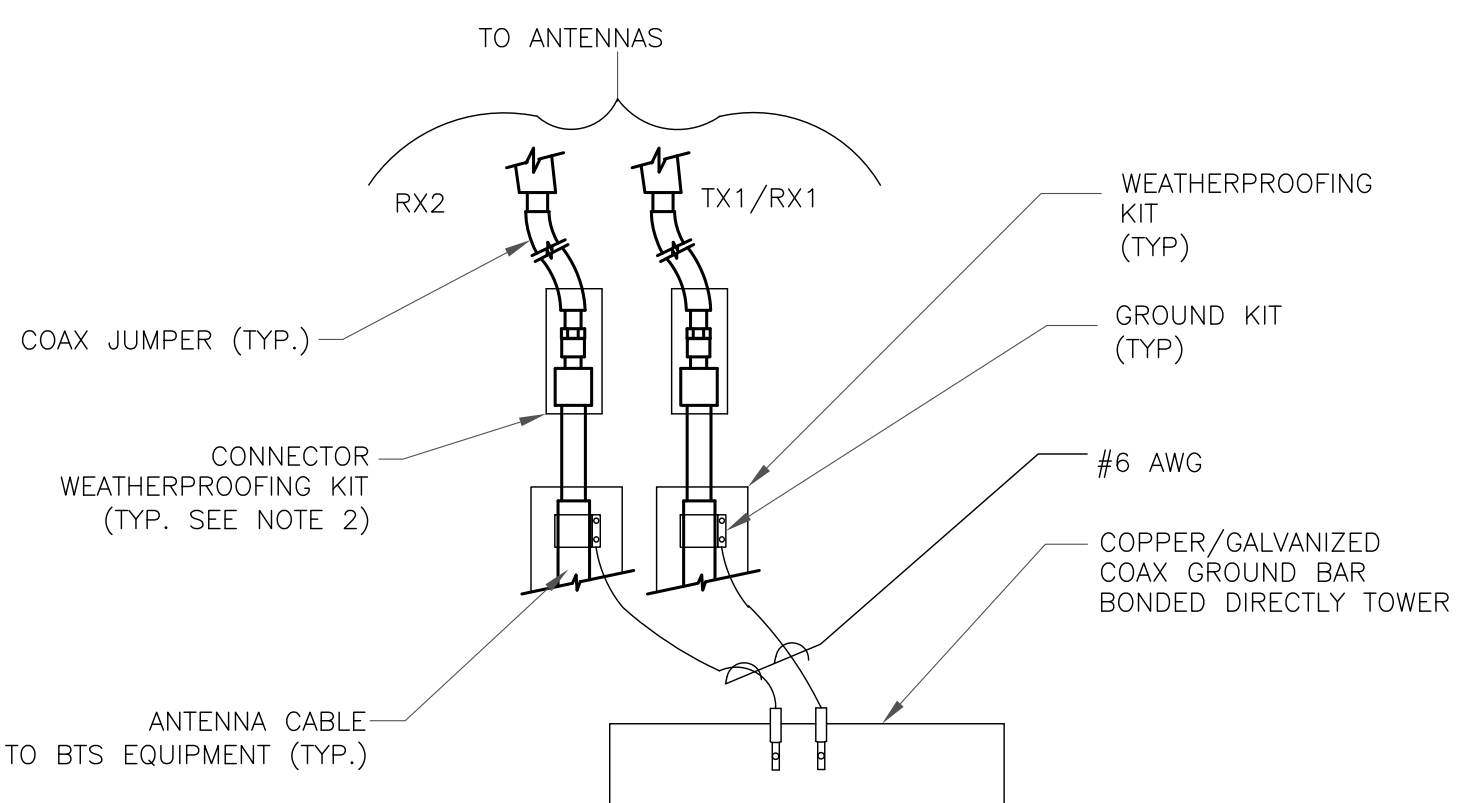 TO ANTENNAS
RX2
TX1/RX1
WEATHERPROOFING
KIT
(TYP)
COAX JUMPER (TYP.)
GROUND KIT
(TYP)
CONNECTOR
WEATHERPROOFING KIT
(TYP. SEE NOTE 2)
#6 AWG
COPPER/GALVANIZED
COAX GROUND BAR
BONDED DIRECTLY TOWER
ANTENNA CABLE
TO BTS EQUIPMENT (TYP.)